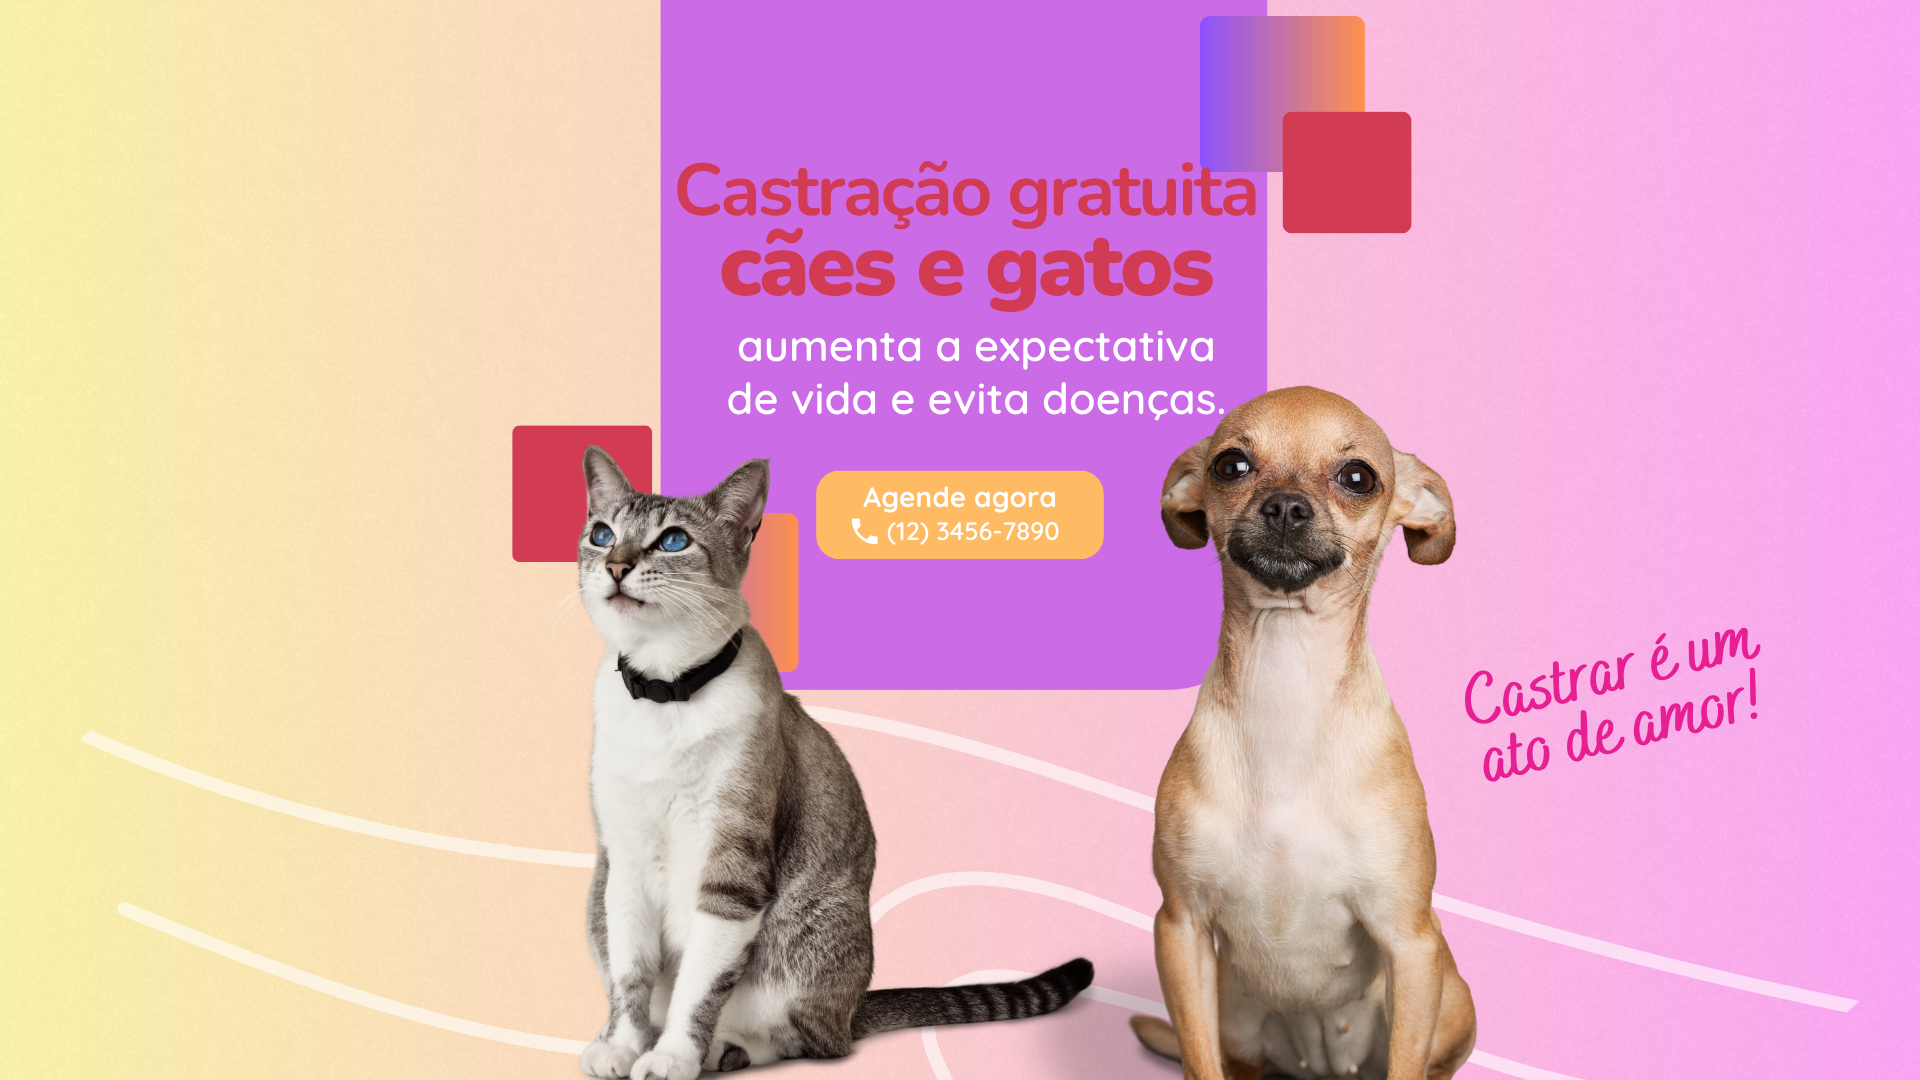 Castração gratuita
cães e gatos
aumenta a expectativa
de vida e evita doenças.
Agende agora
(12) 3456-7890
Castrar é um
ato de amor!